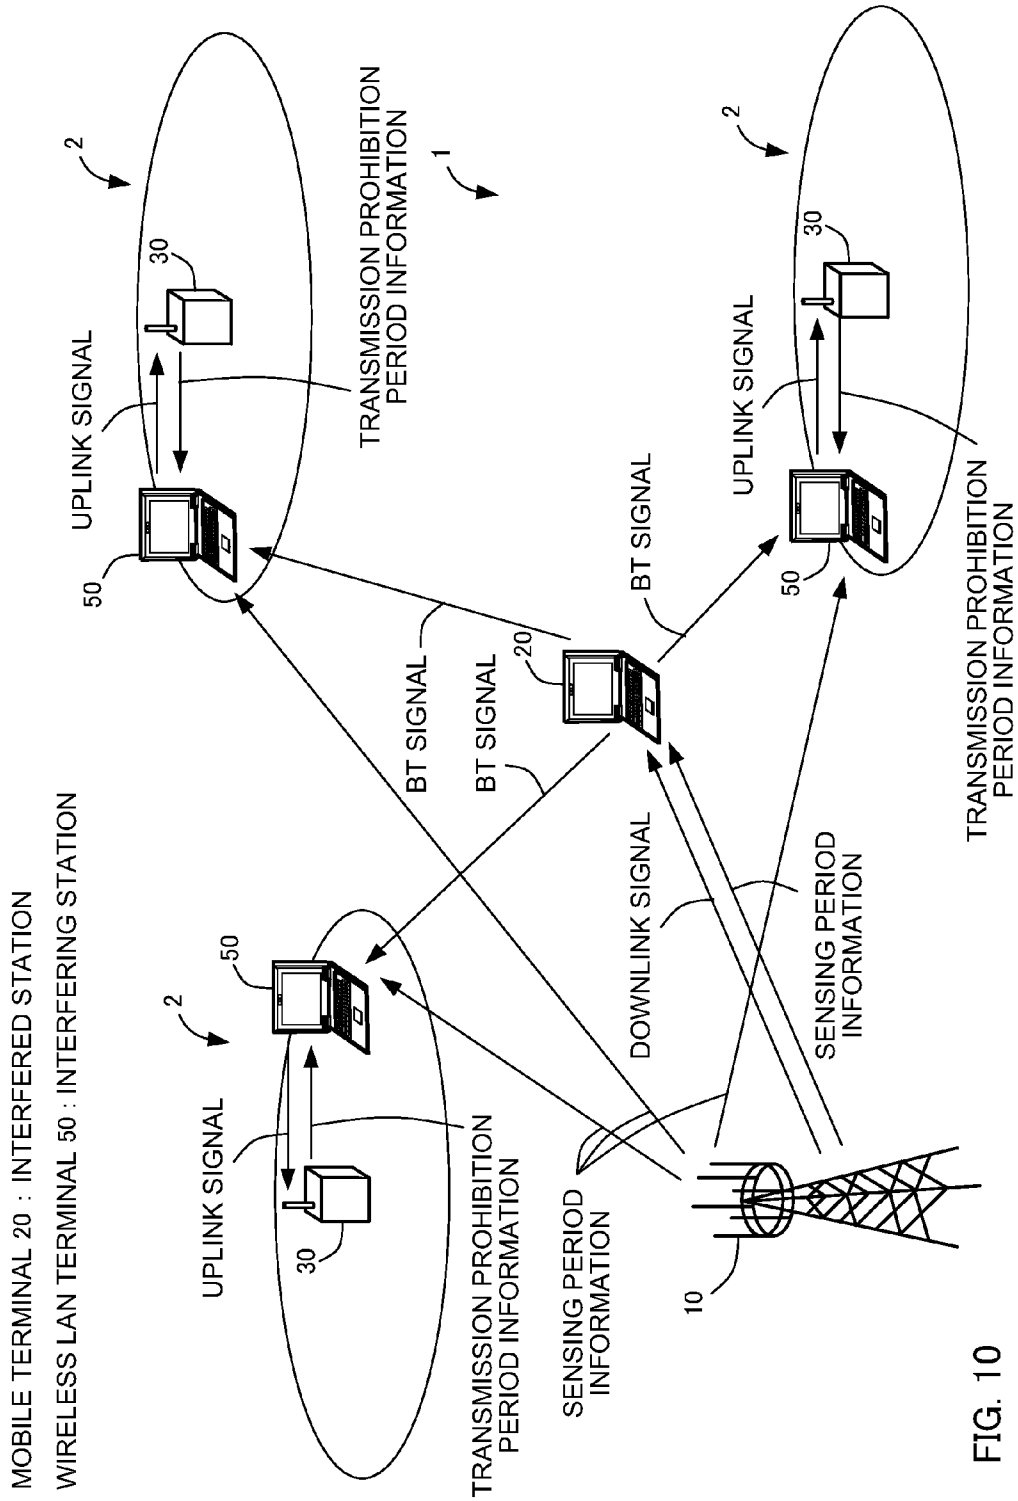 MOBILE TERMINAL 20 : INTERFERED STATION
WIRELESS LAN TERMINAL 50 : INTERFERING STATION
2
50
UPLINK SIGNAL
30
TRANSMISSION PROHIBITION
PERIOD INFORMATION
50
UPLINK SIGNAL
30
2
TRANSMISSION PROHIBITION
PERIOD INFORMATION
1
BT SIGNAL
BT SIGNAL
20
BT SIGNAL
SENSING PERIOD
INFORMATION
DOWNLINK SIGNAL
SENSING PERIOD
INFORMATION
10
50
UPLINK SIGNAL
30
2
TRANSMISSION PROHIBITION
PERIOD INFORMATION
FIG. 10